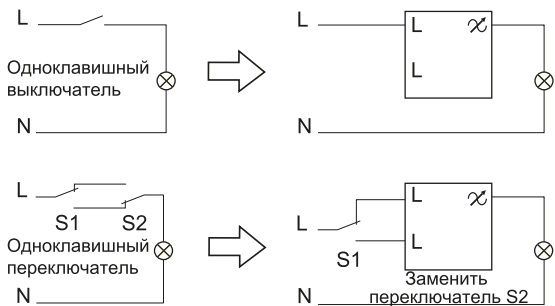 L
Одноклавишный
выключатель
N
L
L
L
N
L
S1 S2
Одноклавишный
переключатель
N
L
L
L
S1
Заменить
переключатель S2
N